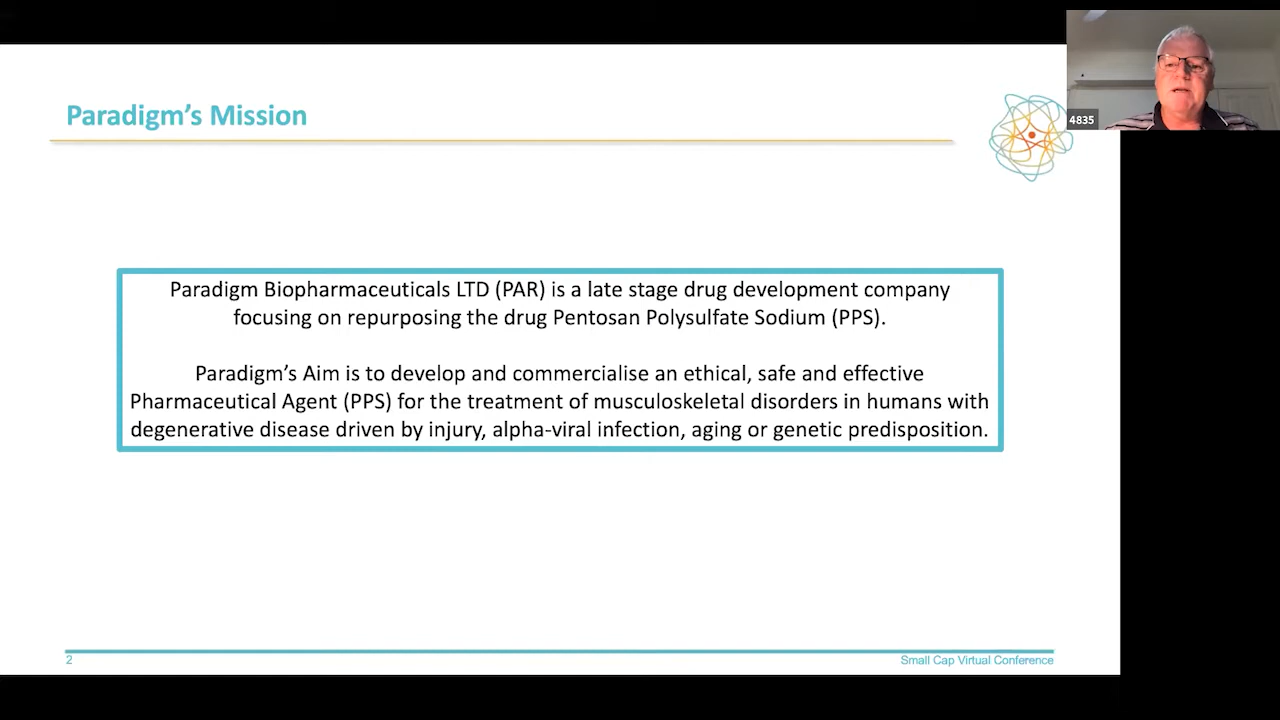 Paradigm's Mission
4835
Paradigm Biopharmaceuticals LTD (PAR) is a late stage drug development company
focusing on repurposing the drug Pentosan Polysulfate Sodium (PPS).
Paradigm's Aim is to develop and commercialise an ethical, safe and effective
Pharmaceutical Agent (PPS) for the treatment of musculoskeletal disorders in humans with
degenerative disease driven by injury, alpha-viral infection, aging or genetic predisposition.
2
Small Cap Virtual Conference